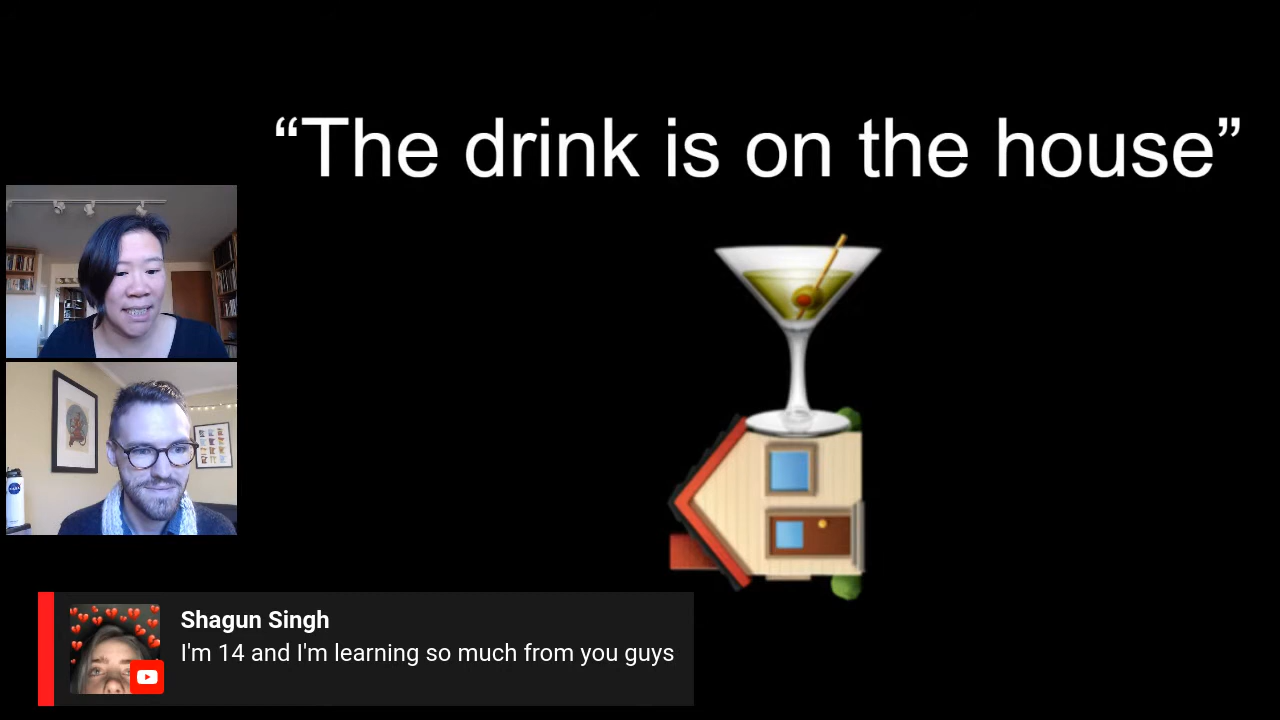 “The drink is on the house”
Shagun Singh
I'm 14 and I'm learning so much from you guys